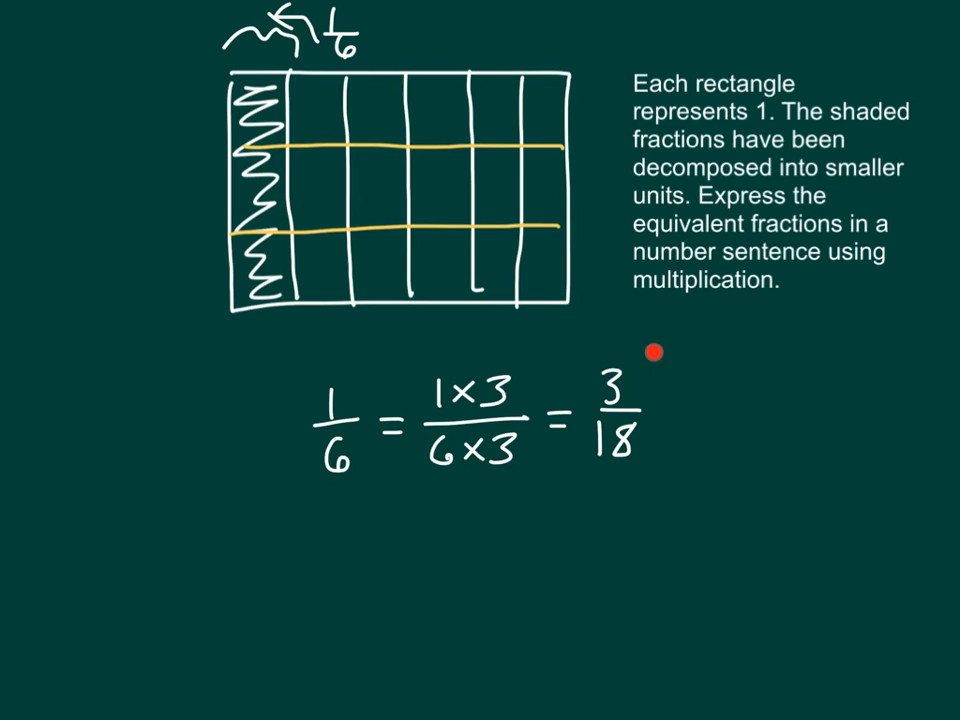 1/6
Each rectangle
represents 1. The shaded
fractions have been
decomposed into smaller
units. Express the
equivalent fractions in a
number sentence using
multiplication.
1/6 = 1×3/6×3 = 3/18